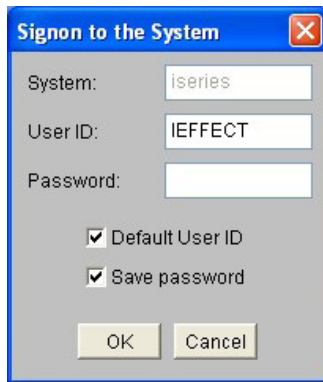 Signon to the System
System: iseries
User ID: IEFFECT
Password:
Default User ID
Save password
OK Cancel